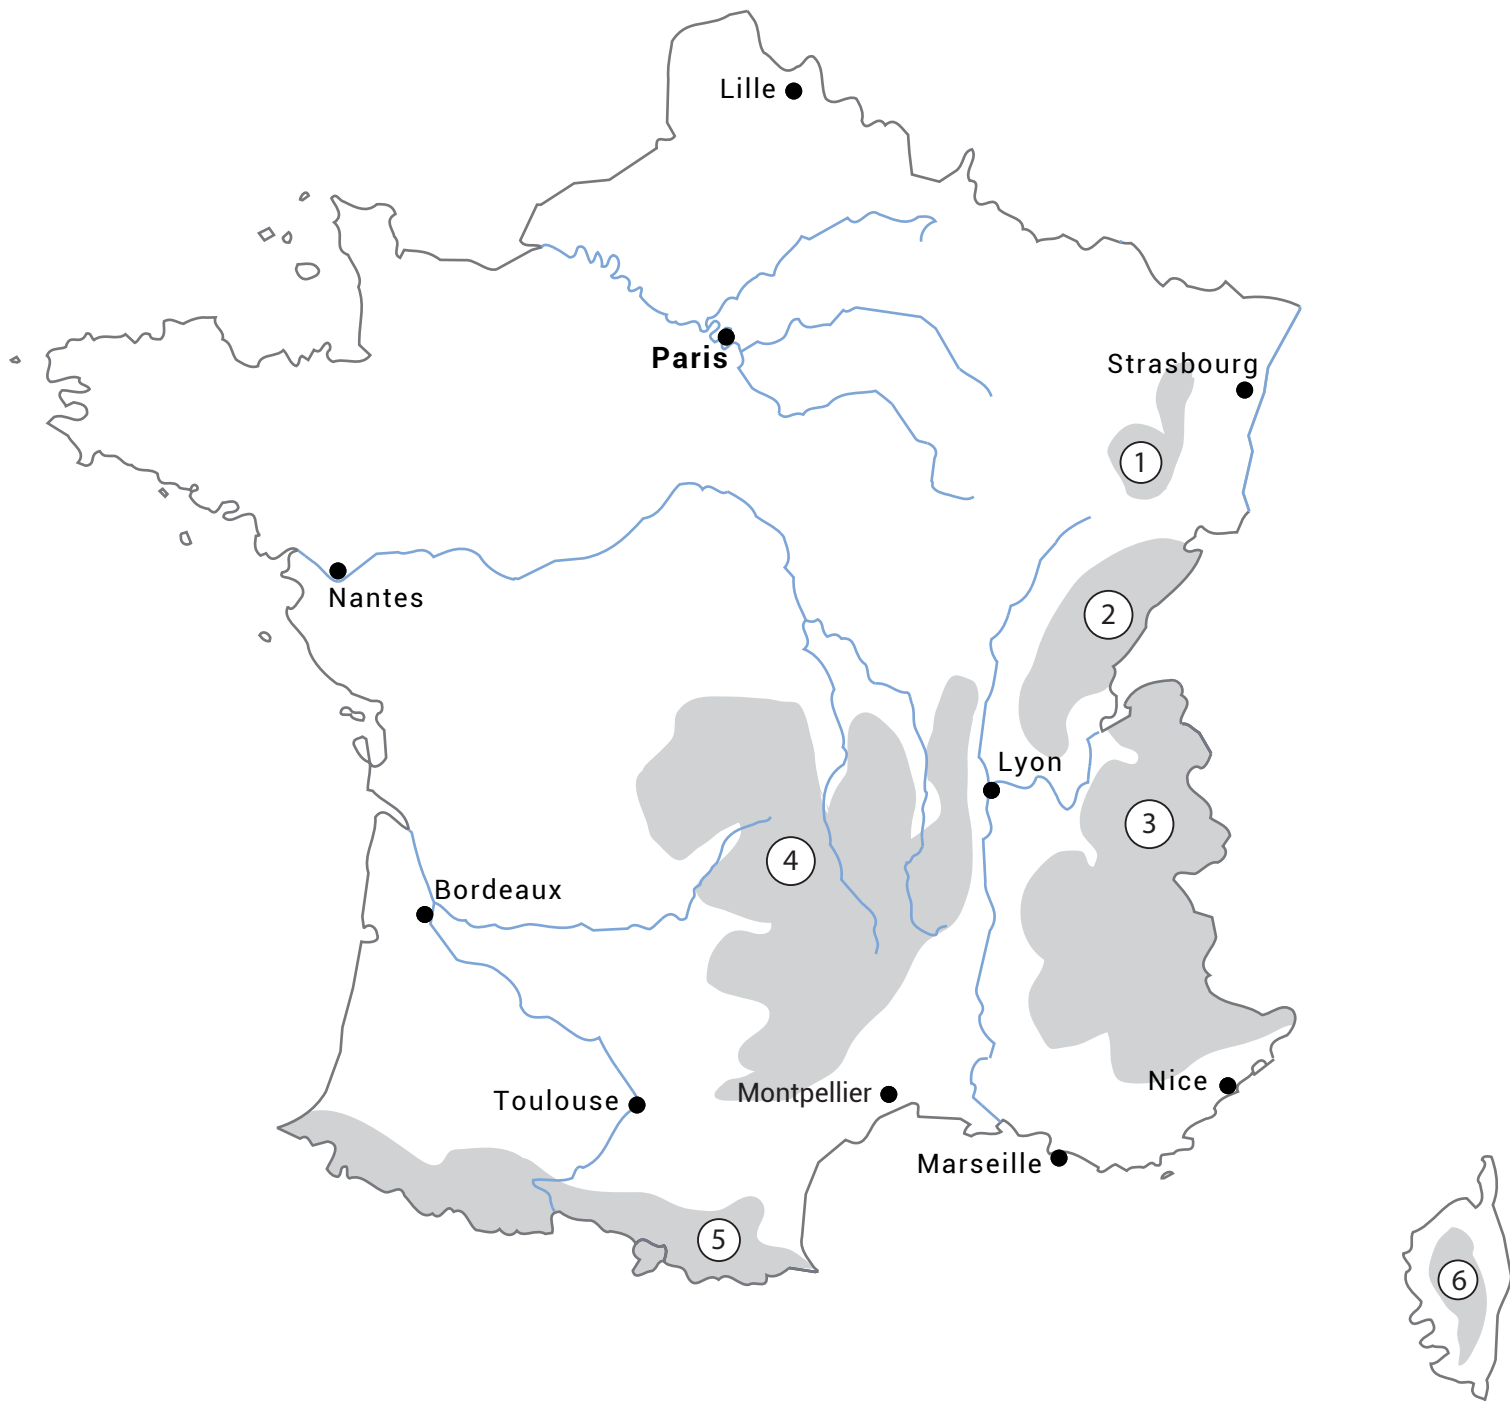 Lille
Paris
Strasbourg
1
Nantes
2
Lyon
3
4
Bordeaux
Nice
Montpellier
Toulouse
Marseille
5
6